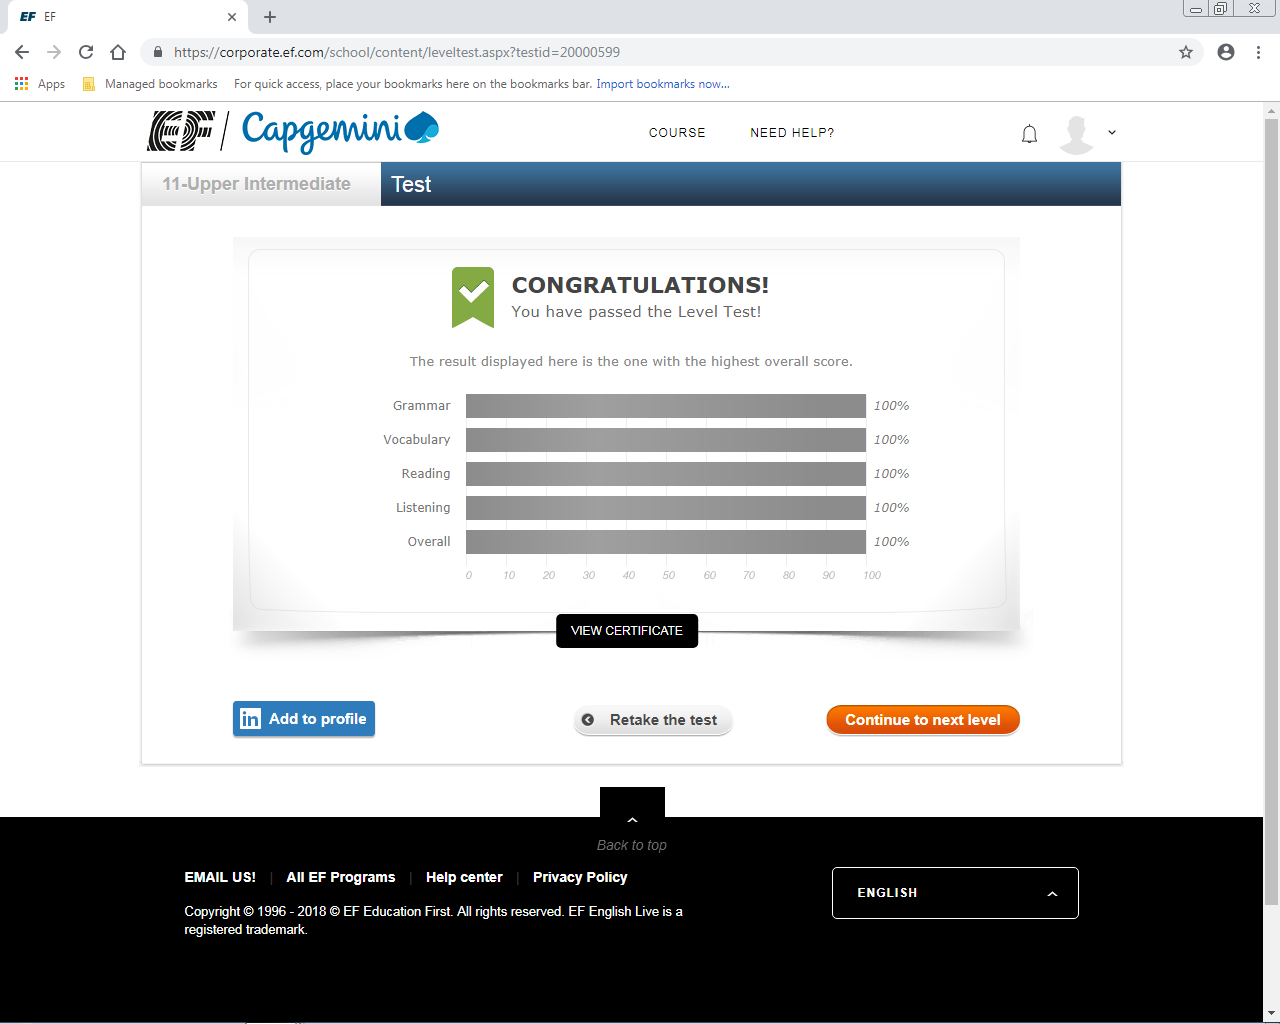 EF EF
https://corporate.ef.com/school/content/leveltest.aspx?testid=20000599
Apps Managed bookmarks For quick access, place your bookmarks here on the bookmarks bar. Import bookmarks now...
EF / Capgemini COURSE NEED HELP?
11-Upper Intermediate Test
CONGRATULATIONS!
You have passed the Level Test!
The result displayed here is the one with the highest overall score.
Grammar 100%
Vocabulary 100%
Reading 100%
Listening 100%
Overall 100%
0 10 20 30 40 50 60 70 80 90 100
VIEW CERTIFICATE
in Add to profile Retake the test Continue to next level
Back to top
EMAIL US! | All EF Programs | Help center | Privacy Policy
ENGLISH
Copyright © 1996 - 2018 © EF Education First. All rights reserved. EF English Live is a
registered trademark.